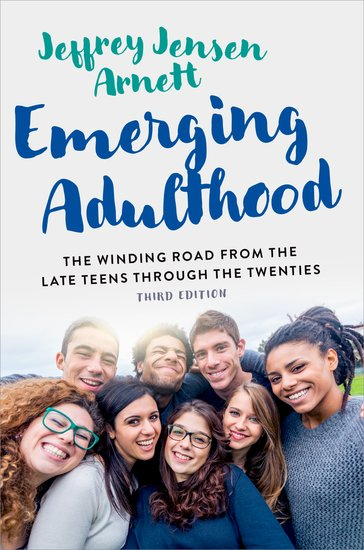 Jeffrey Jensen
Arnett
Emerging
Adulthood
THE WINDING ROAD FROM THE
LATE TEENS THROUGH THE TWENTIES
THIRD EDITION